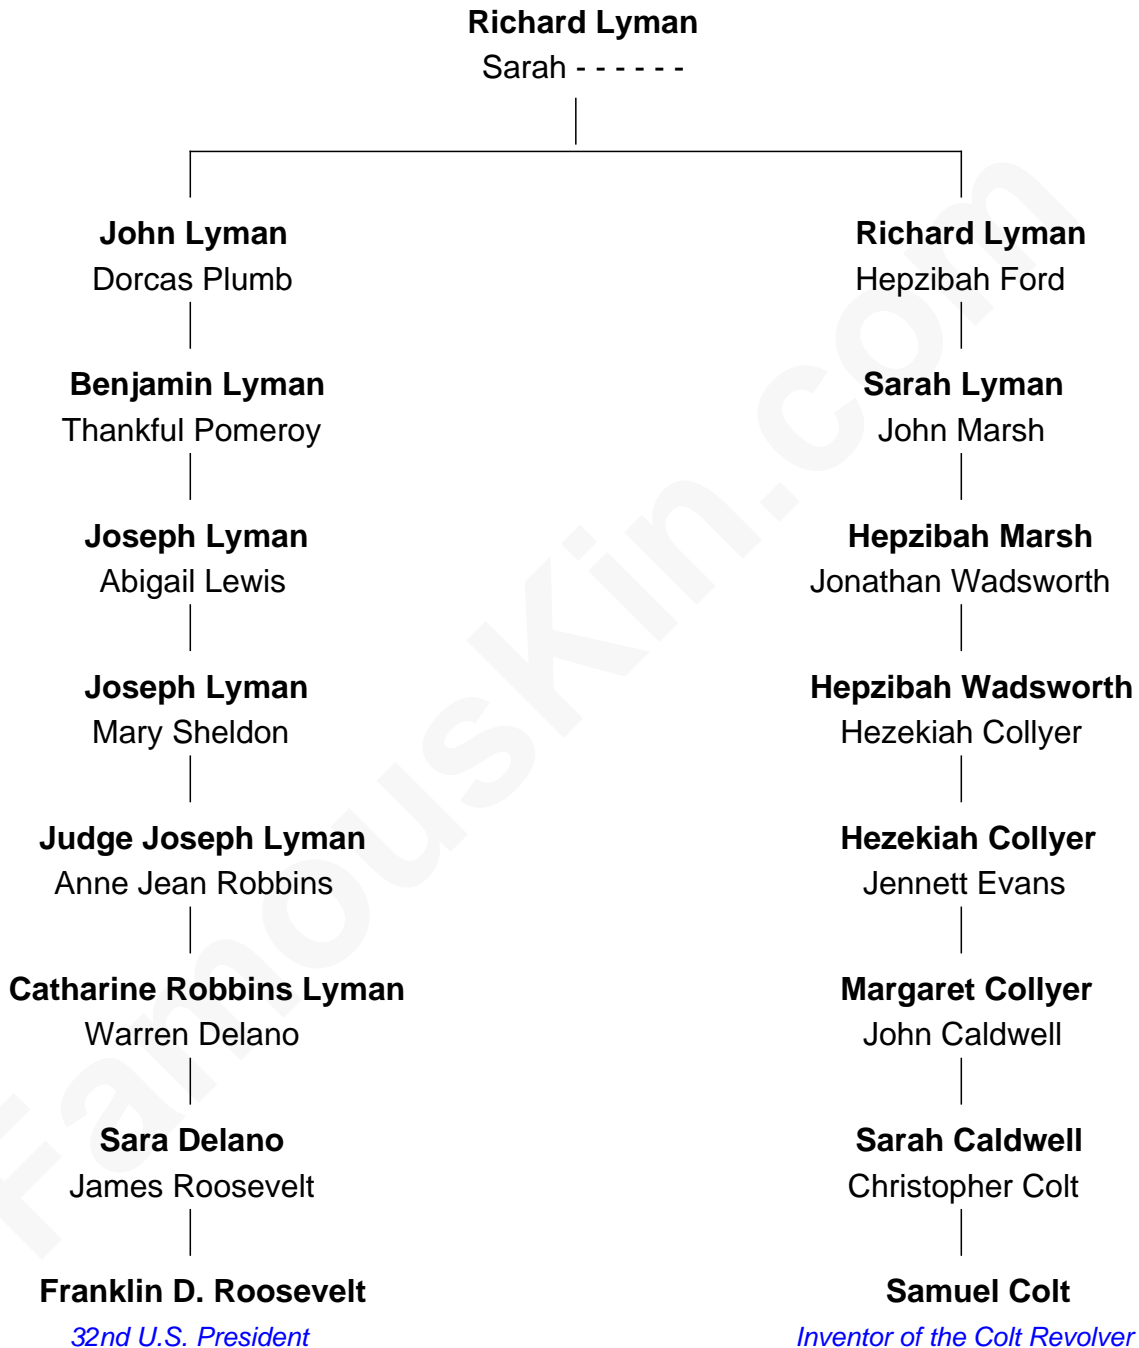 Richard Lyman
Sarah - - - - - -
John Lyman
Dorcas Plumb
Richard Lyman
Hepzibah Ford
Benjamin Lyman
Thankful Pomeroy
Sarah Lyman
John Marsh
Joseph Lyman
Abigail Lewis
Hepzibah Marsh
Jonathan Wadsworth
Joseph Lyman
Mary Sheldon
Hepzibah Wadsworth
Hezekiah Collyer
Judge Joseph Lyman
Anne Jean Robbins
Hezekiah Collyer
Jennett Evans
Catharine Robbins Lyman
Warren Delano
Margaret Collyer
John Caldwell
Sara Delano
James Roosevelt
Sarah Caldwell
Christopher Colt
Franklin D. Roosevelt
32nd U.S. President
Samuel Colt
Inventor of the Colt Revolver
FamousKin.com